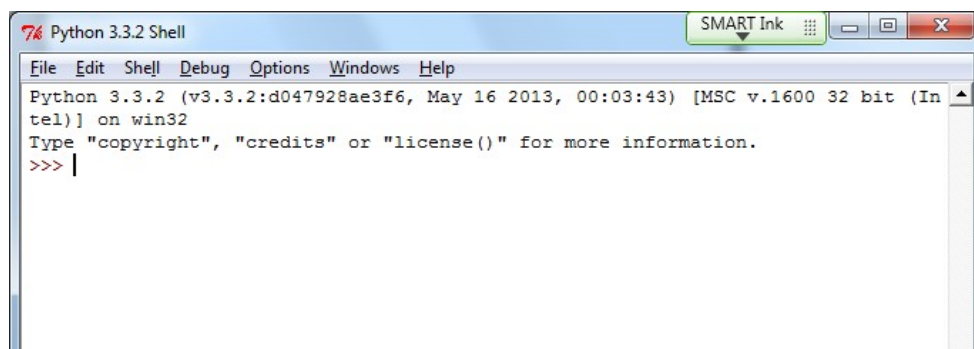 Python 3.3.2 Shell
SMART Ink
File Edit Shell Debug Options Windows Help
Python 3.3.2 (v3.3.2:d047928ae3f6, May 16 2013, 00:03:43) [MSC v.1600 32 bit (In
tel)] on win32
Type "copyright", "credits" or "license()" for more information.
>>>